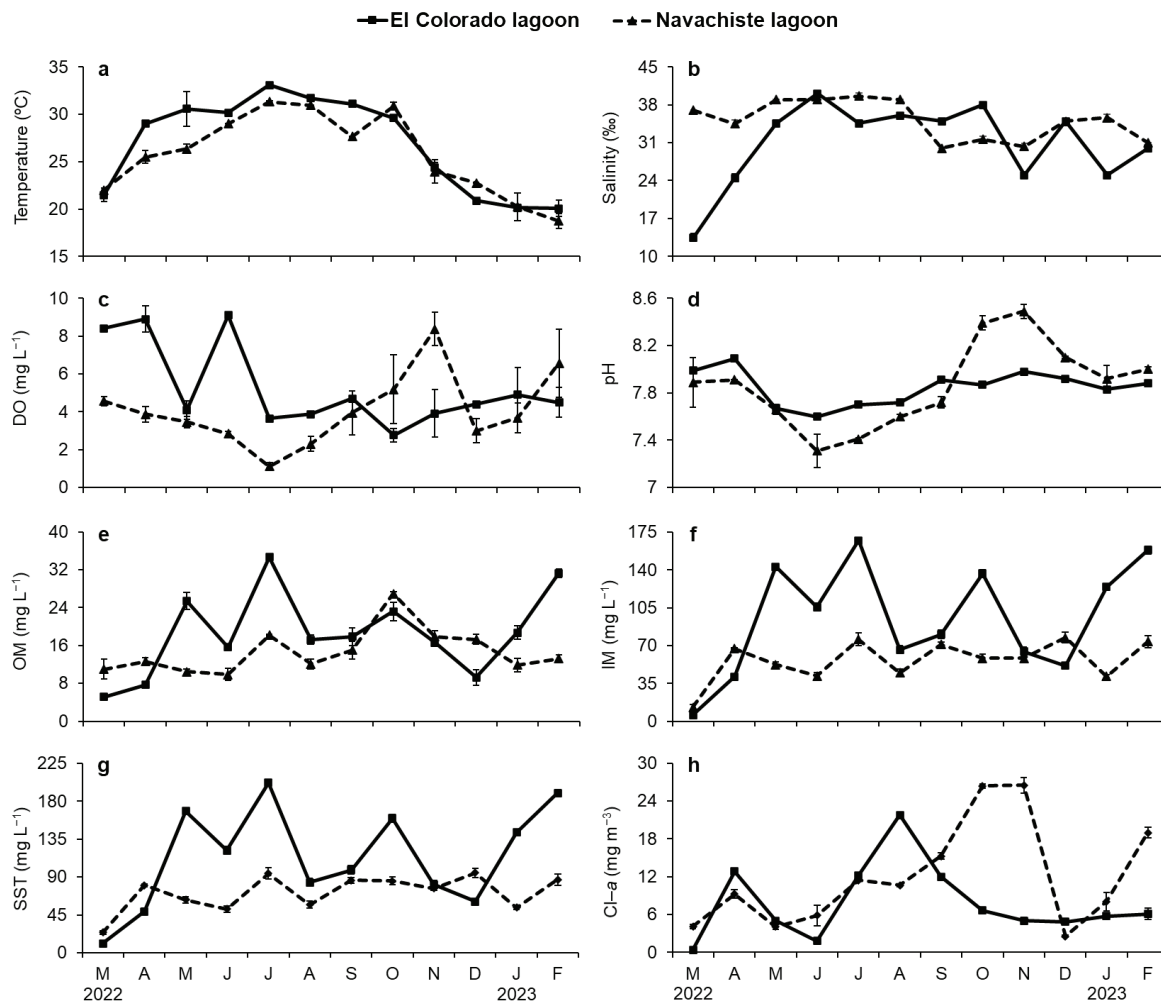 El Colorado lagoon Navachiste lagoon
a
Temperature (ºC)
35
30
25
20
15
b
Salinity (‰)
45
38
31
24
17
10
c
DO (mg L⁻¹)
10
8
6
4
2
0
d
pH
8.6
8.2
7.8
7.4
7
e
OM (mg L⁻¹)
40
32
24
16
8
0
f
IM (mg L⁻¹)
175
140
105
70
35
0
g
SST (mg L⁻¹)
225
180
135
90
45
0
h
Cl–a (mg m⁻³)
30
24
18
12
6
0
M A M J J A S O N D J F
2022 2023
M A M J J A S O N D J F
2022 2023